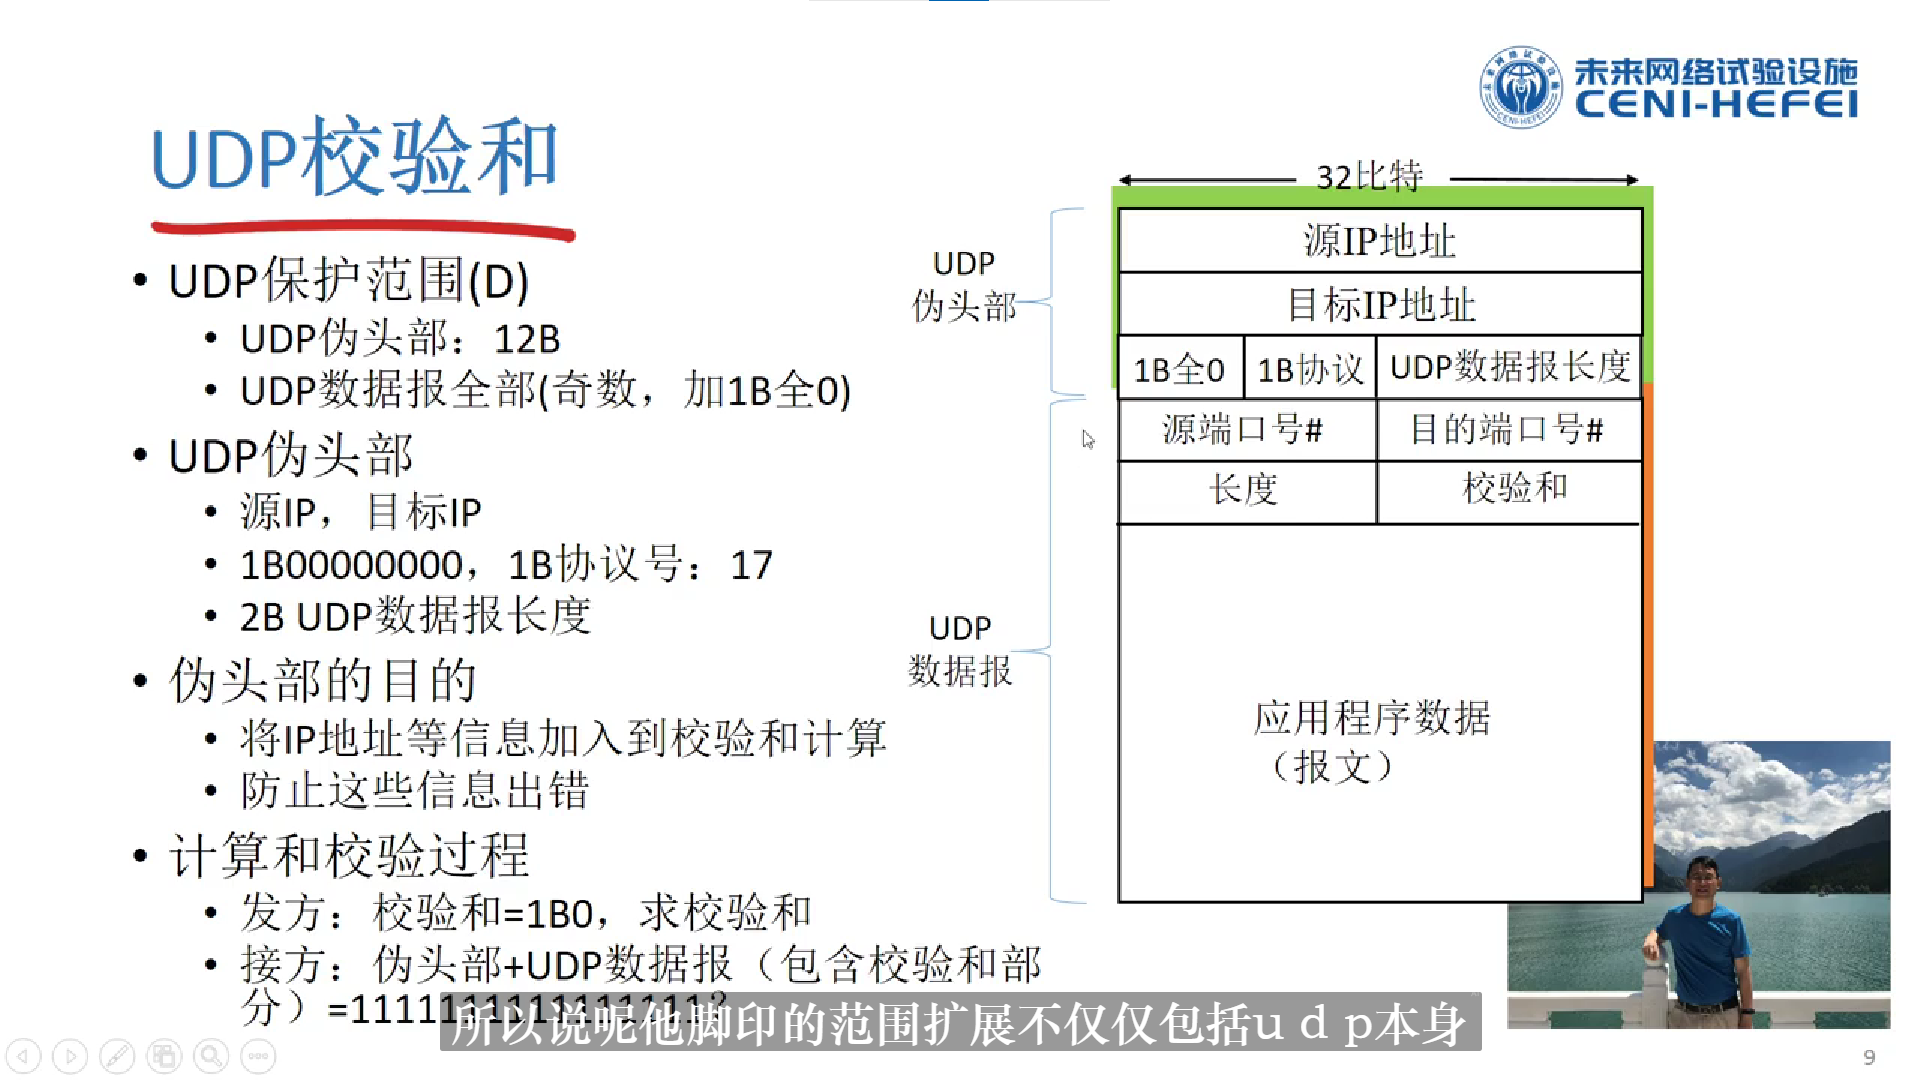 未来网络试验设施
CENI-HEFEI
UDP校验和
• UDP保护范围(D)
• UDP伪头部：12B
• UDP数据报全部(奇数，加1B全0)
• UDP伪头部
• 源IP，目标IP
• 1B00000000，1B协议号：17
• 2B UDP数据报长度
• 伪头部的目的
• 将IP地址等信息加入到校验和计算
• 防止这些信息出错
• 计算和校验过程
• 发方：校验和=1B0，求校验和
• 接方：伪头部+UDP数据报（包含校验和部
分）=1111111111111111?
32比特
UDP
伪头部
源IP地址
目标IP地址
1B全0 1B协议 UDP数据报长度
源端口号# 目的端口号#
长度 校验和
UDP
数据报
应用程序数据
（报文）
所以说呢他脚印的范围扩展不仅仅包括u d p本身
9